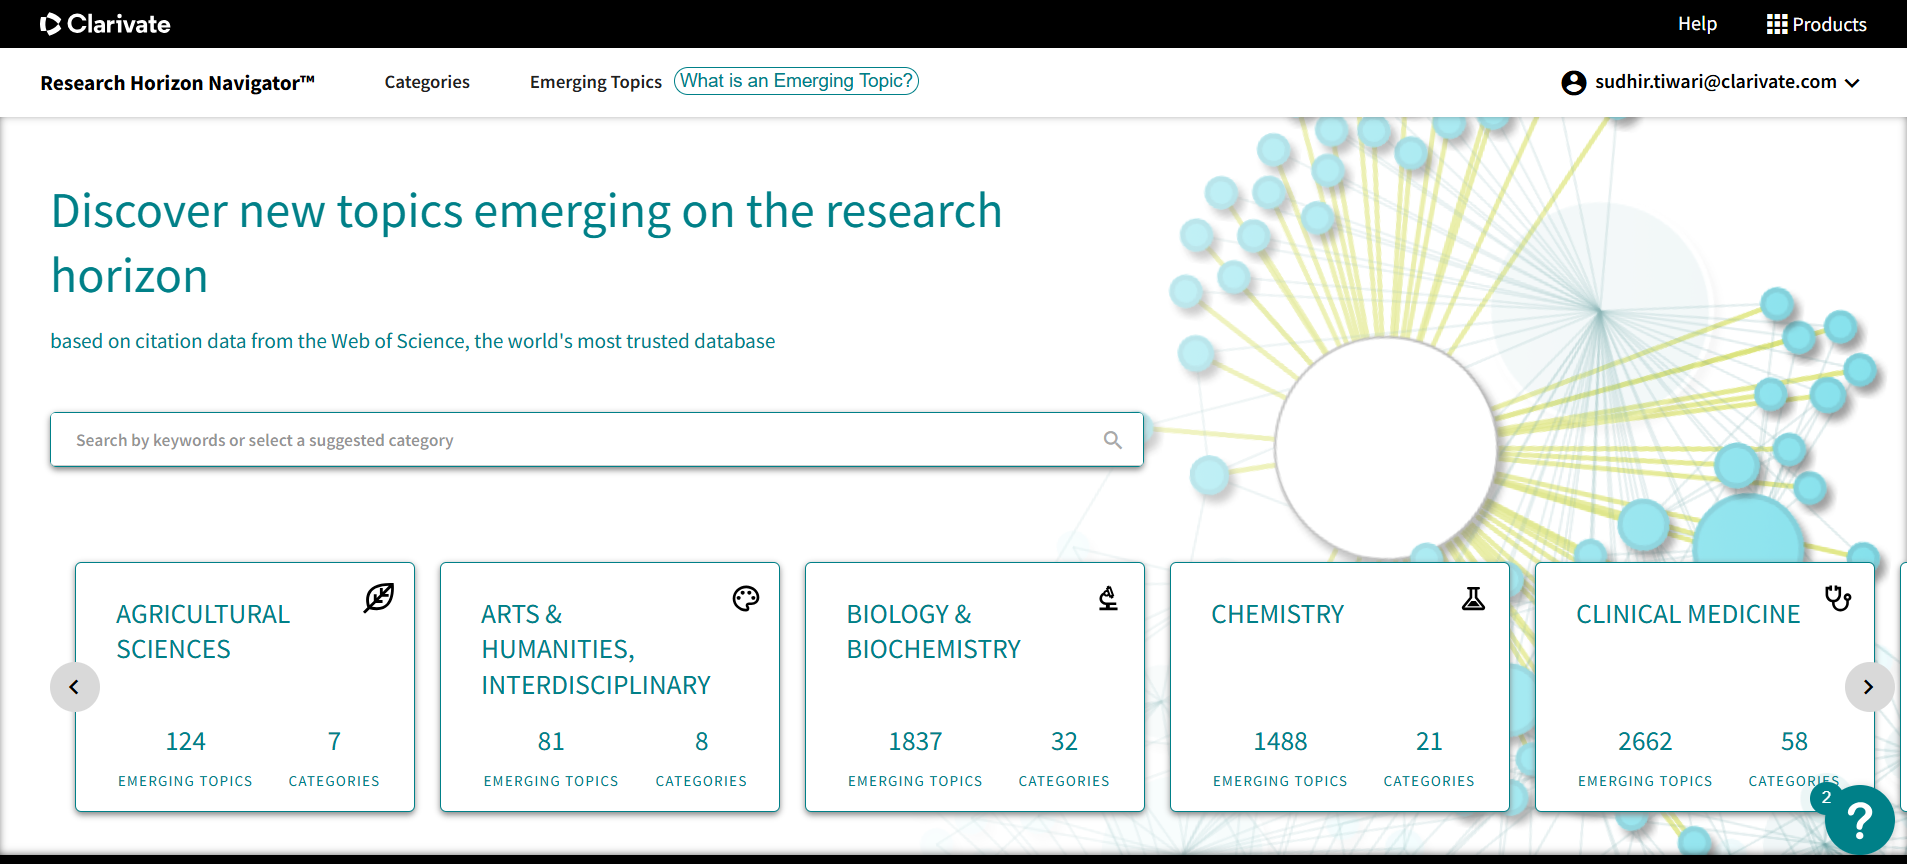 Clarivate
Help
Products
Research Horizon Navigator™
Categories
Emerging Topics
What is an Emerging Topic?
sudhir.tiwari@clarivate.com
Discover new topics emerging on the research
horizon
based on citation data from the Web of Science, the world's most trusted database
Search by keywords or select a suggested category
AGRICULTURAL
SCIENCES
124
7
EMERGING TOPICS
CATEGORIES
ARTS &
HUMANITIES,
INTERDISCIPLINARY
81
8
EMERGING TOPICS
CATEGORIES
BIOLOGY &
BIOCHEMISTRY
1837
32
EMERGING TOPICS
CATEGORIES
CHEMISTRY
1488
21
EMERGING TOPICS
CATEGORIES
CLINICAL MEDICINE
2662
58
EMERGING TOPICS
CATEGORIES
2
?